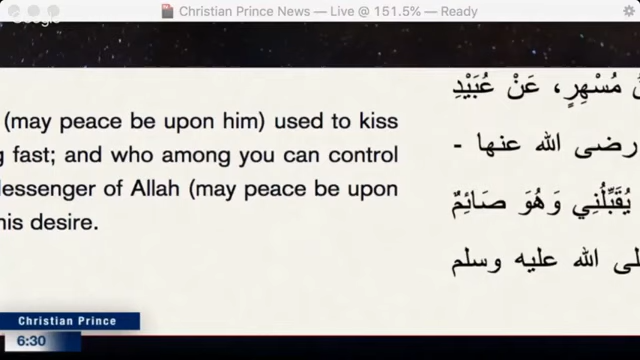 Christian Prince News — Live @ 151.5% — Ready
Google
(may peace be upon him) used to kiss
g fast; and who among you can control
lessenger of Allah (may peace be upon
his desire.
مُسْهِرٍ، عَنْ عُبَيْدِ
رضى الله عنها -
يُقَبِّلُنِي وَهُوَ صَائِمٌ
الله عليه وسلم
Christian Prince
6:30